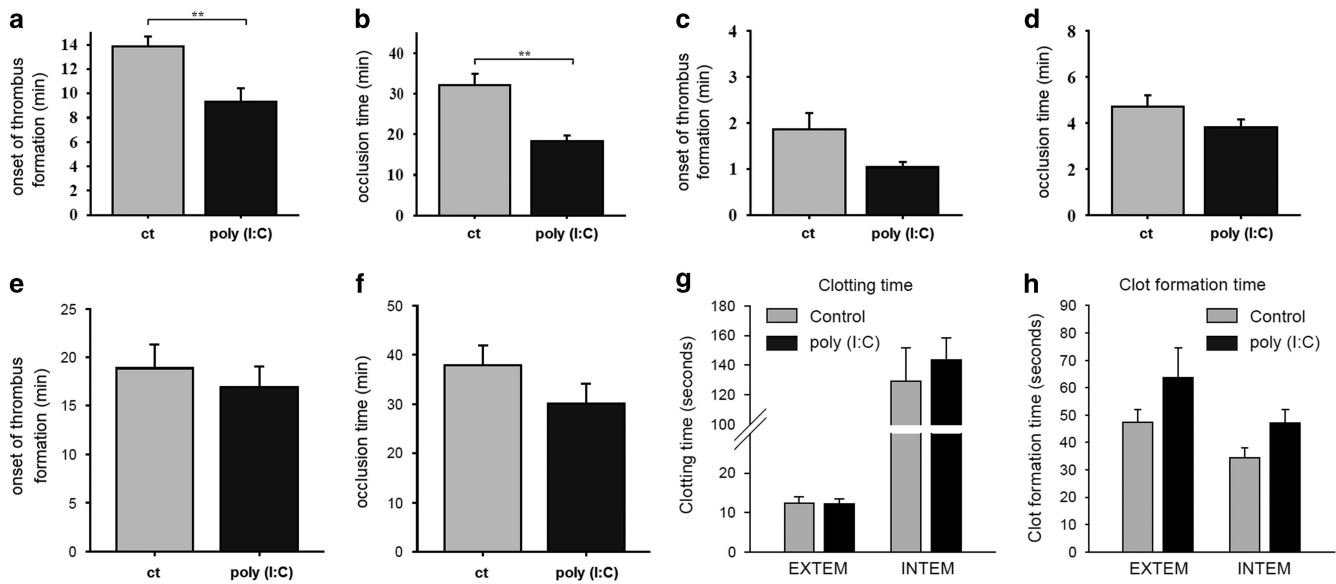 a
**
onset of thrombus
formation (min)
14
12
10
8
6
4
2
0
ct
poly (I:C)
b
**
occlusion time (min)
40
30
20
10
0
ct
poly (I:C)
c
onset of thrombus
formation (min)
4
3
2
1
0
ct
poly (I:C)
d
occlusion time (min)
8
6
4
2
0
ct
poly (I:C)
e
onset of thrombus
formation (min)
25
20
15
10
5
0
ct
poly (I:C)
f
occlusion time (min)
50
40
30
20
10
0
ct
poly (I:C)
g
Clotting time
Control
poly (I:C)
Clotting time (seconds)
180
160
140
120
100
20
10
0
EXTEM
INTEM
h
Clot formation time
Control
poly (I:C)
Clot formation time (seconds)
90
80
70
60
50
40
30
20
10
0
EXTEM
INTEM